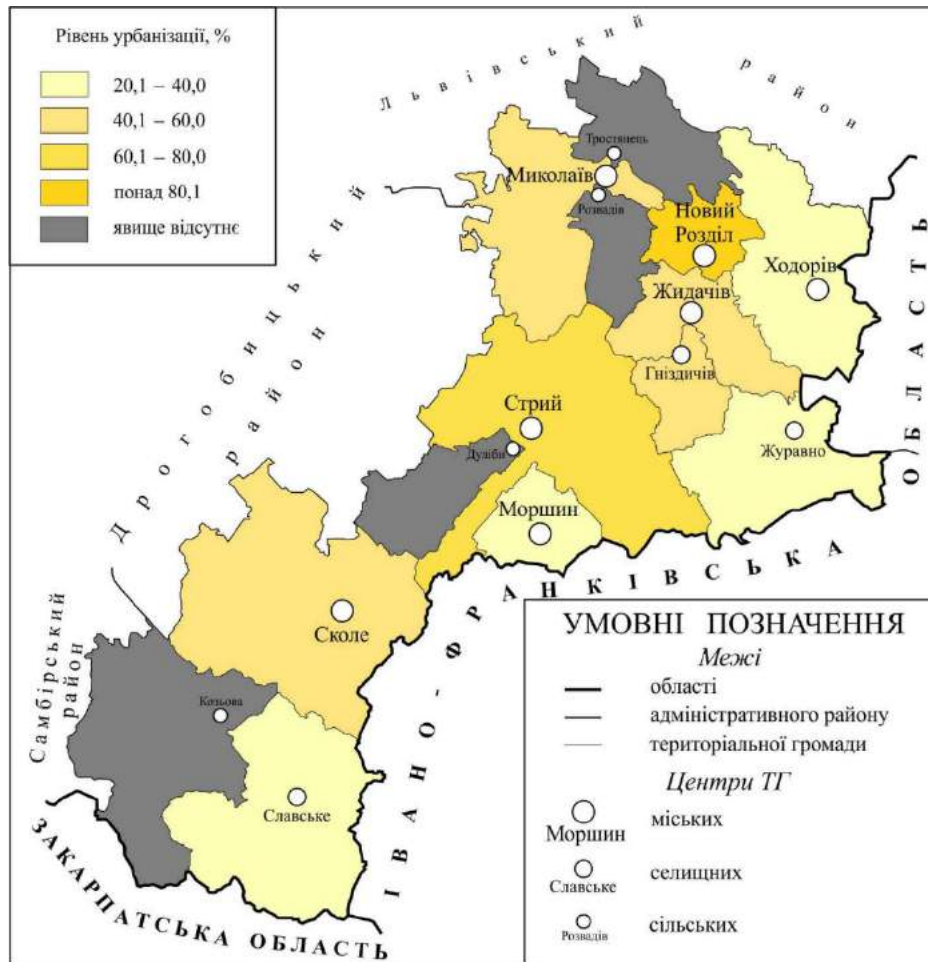 Рівень урбанізації, %
20,1 – 40,0
40,1 – 60,0
60,1 – 80,0
понад 80,1
явище відсутнє
Львівський район
Дрогобицький район
Самбірський район
Тростянець
Миколаїв
Розвадів
Новий
Розділ
Ходорів
Жидачів
Гніздичів
Стрий
Дуліби
Журавно
Моршин
Сколе
Козьова
Славське
ІВАНО-ФРАНКІВСЬКА ОБЛАСТЬ
ЗАКАРПАТСЬКА ОБЛАСТЬ
УМОВНІ ПОЗНАЧЕННЯ
Межі
області
адміністративного району
територіальної громади
Центри ТГ
Моршин міських
Славське селищних
Розвадів сільських